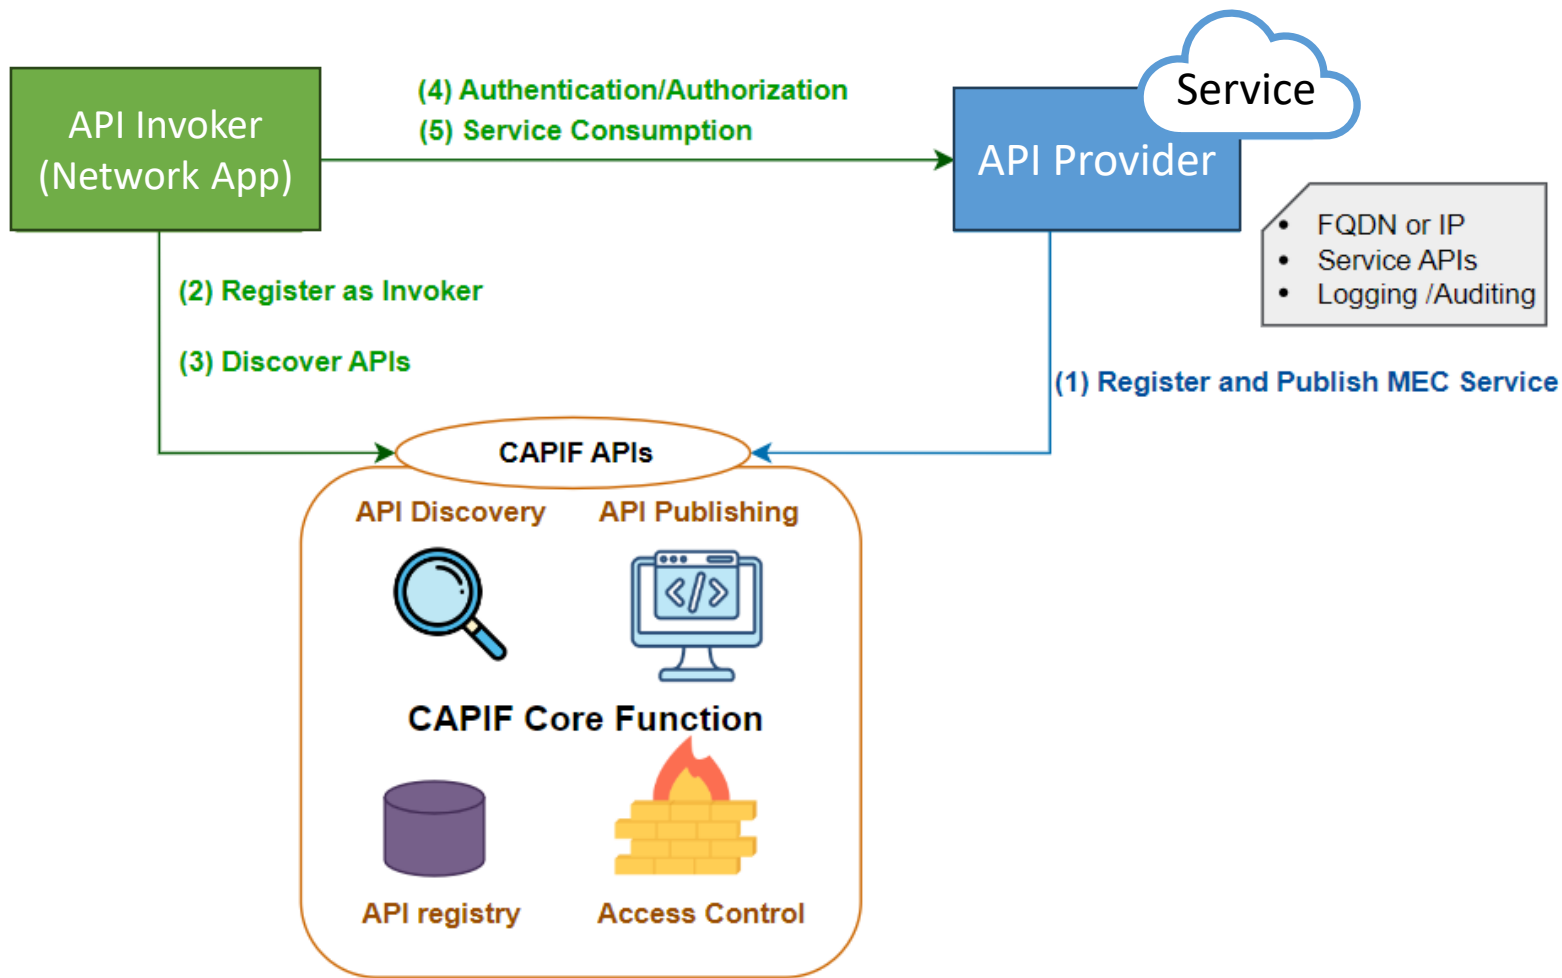 Service
API Invoker
(Network App)
(4) Authentication/Authorization
(5) Service Consumption
API Provider
• FQDN or IP
• Service APIs
• Logging /Auditing
(2) Register as Invoker
(3) Discover APIs
(1) Register and Publish MEC Service
CAPIF APIs
API Discovery
API Publishing
</>
CAPIF Core Function
API registry
Access Control